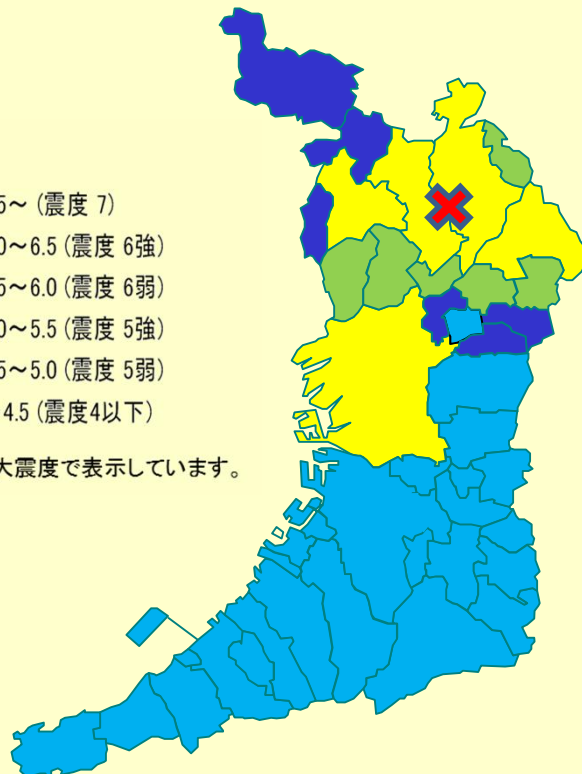 5～ (震度 7)
0～6.5 (震度 6強)
5～6.0 (震度 6弱)
0～5.5 (震度 5強)
5～5.0 (震度 5弱)
4.5 (震度4以下)
大震度で表示しています。